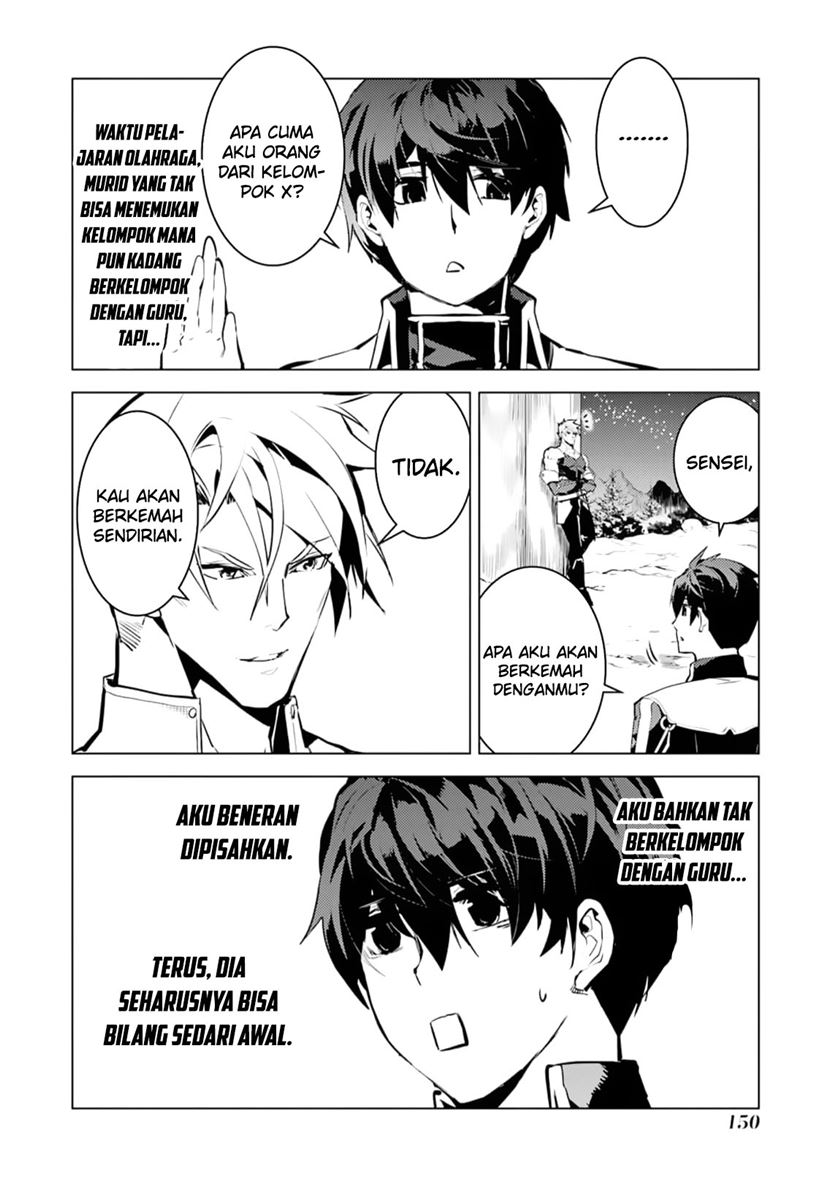 .......
APA CUMA
AKU ORANG
DARI KELOM-
POK X?
WAKTU PELA-
JARAN OLAHRAGA,
MURID YANG TAK
BISA MENEMUKAN
KELOMPOK MANA
PUN KADANG
BERKELOMPOK
DENGAN GURU,
TAPI...
SENSEI,
APA AKU AKAN
BERKEMAH
DENGANMU?
TIDAK.
KAU AKAN
BERKEMAH
SENDIRIAN.
AKU BAHKAN TAK
BERKELOMPOK
DENGAN GURU...
AKU BENERAN
DIPISAHKAN.
TERUS, DIA
SEHARUSNYA BISA
BILANG SEDARI AWAL.
150